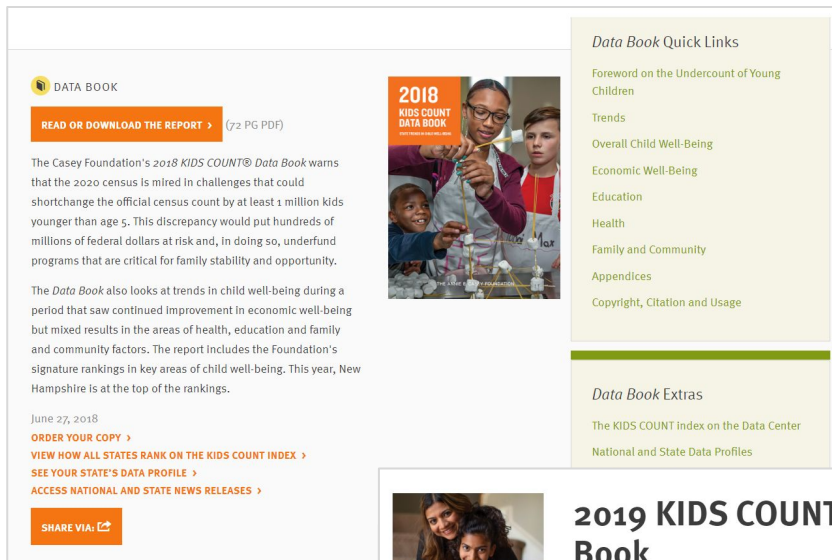 DATA BOOK
READ OR DOWNLOAD THE REPORT › (72 PG PDF)
The Casey Foundation's 2018 KIDS COUNT® Data Book warns
that the 2020 census is mired in challenges that could
shortchange the official census count by at least 1 million kids
younger than age 5. This discrepancy would put hundreds of
millions of federal dollars at risk and, in doing so, underfund
programs that are critical for family stability and opportunity.
The Data Book also looks at trends in child well-being during a
period that saw continued improvement in economic well-being
but mixed results in the areas of health, education and family
and community factors. The report includes the Foundation's
signature rankings in key areas of child well-being. This year, New
Hampshire is at the top of the rankings.
June 27, 2018
ORDER YOUR COPY ›
VIEW HOW ALL STATES RANK ON THE KIDS COUNT INDEX ›
SEE YOUR STATE'S DATA PROFILE ›
ACCESS NATIONAL AND STATE NEWS RELEASES ›
SHARE VIA:
2018
KIDS COUNT
DATA BOOK
STATE TRENDS IN CHILD WELL-BEING
THE ANNIE E. CASEY FOUNDATION
Data Book Quick Links
Foreword on the Undercount of Young
Children
Trends
Overall Child Well-Being
Economic Well-Being
Education
Health
Family and Community
Appendices
Copyright, Citation and Usage
Data Book Extras
The KIDS COUNT index on the Data Center
National and State Data Profiles
2019 KIDS COUNT
Book